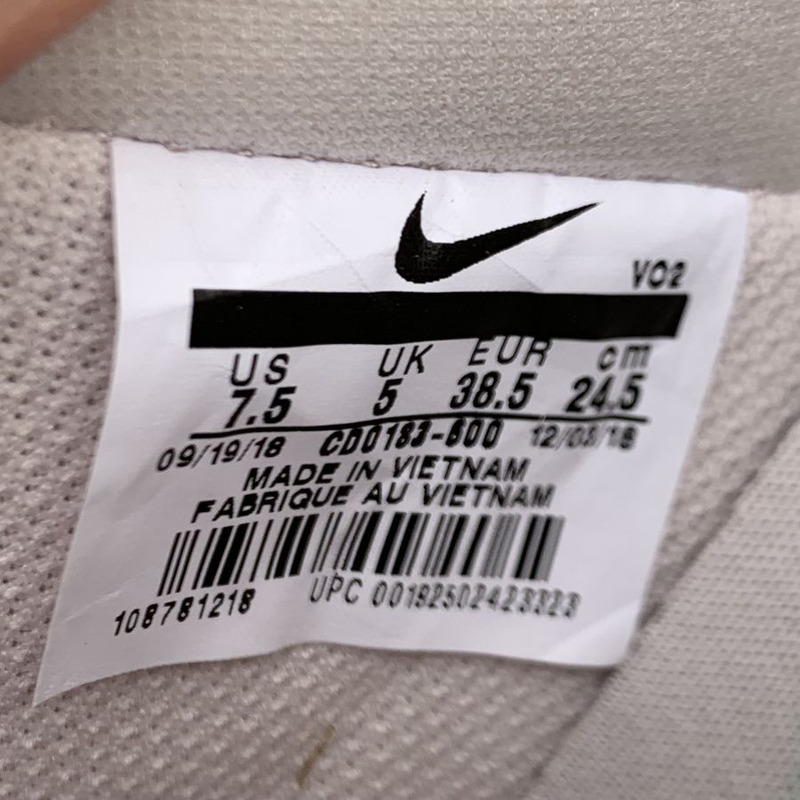 VO2
US UK EUR cm
7.5 5 38.5 24.5
09/19/18 CD0183-600 12/03/18
MADE IN VIETNAM
FABRIQUE AU VIETNAM
108781218 UPC 00192502423323